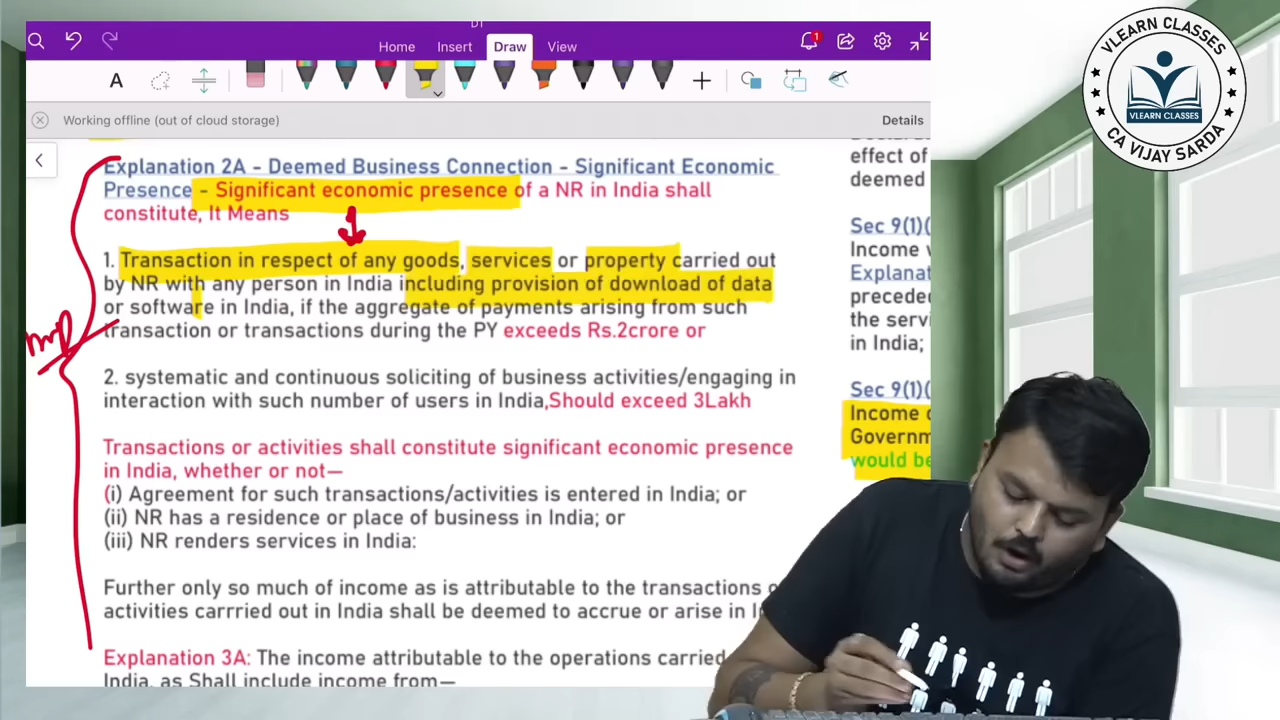 Home Insert Draw View
1
A
Working offline (out of cloud storage)
Details
Explanation 2A - Deemed Business Connection - Significant Economic
Presence - Significant economic presence of a NR in India shall
constitute, It Means
1. Transaction in respect of any goods, services or property carried out
by NR with any person in India including provision of download of data
or software in India, if the aggregate of payments arising from such
transaction or transactions during the PY exceeds Rs.2crore or
2. systematic and continuous soliciting of business activities/engaging in
interaction with such number of users in India,Should exceed 3Lakh
Transactions or activities shall constitute significant economic presence
in India, whether or not—
(i) Agreement for such transactions/activities is entered in India; or
(ii) NR has a residence or place of business in India; or
(iii) NR renders services in India:
Further only so much of income as is attributable to the transactions
activities carrried out in India shall be deemed to accrue or arise in
Explanation 3A: The income attributable to the operations carried
India, as Shall include income from—
effect of
deemed
Sec 9(1)(
Income
Explanat
preceded
the serv
in India;
Sec 9(1)(
Income
Governm
would be
VLEARN CLASSES
VLEARN CLASSES
CA VIJAY SARDA